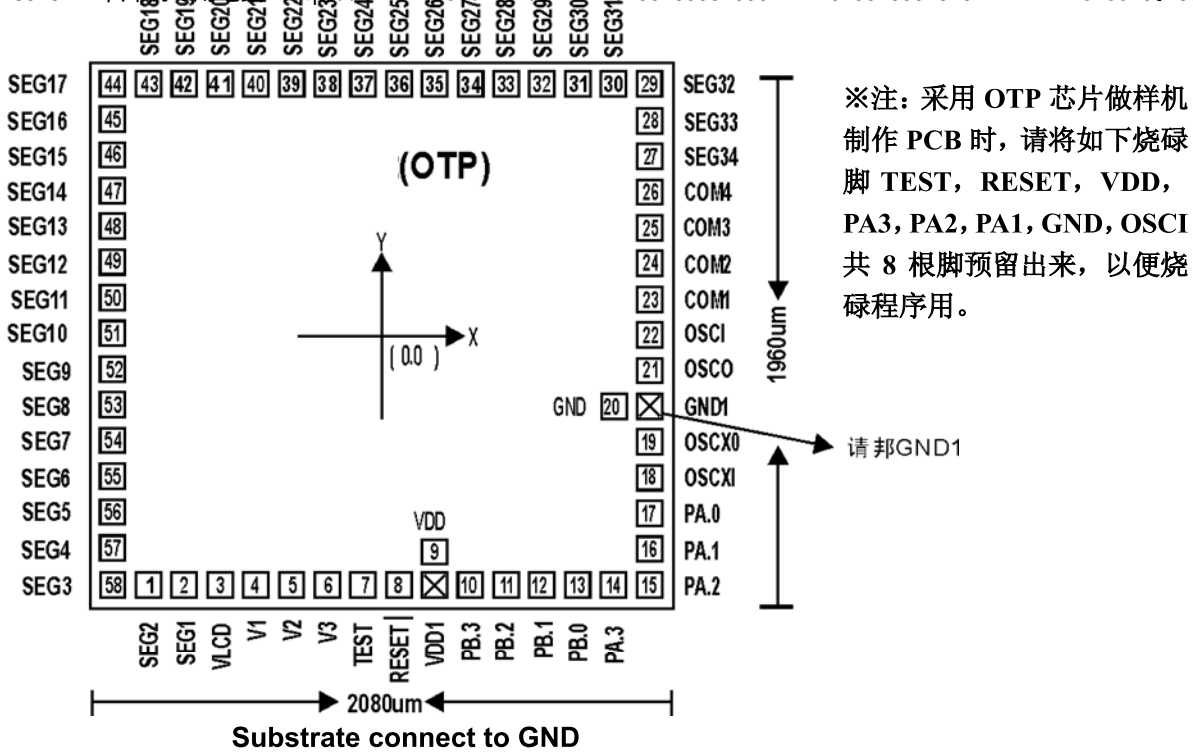 SEG18 SEG19 SEG20 SEG21 SEG22 SEG23 SEG24 SEG25 SEG26 SEG27 SEG28 SEG29 SEG30 SEG31
SEG17 44 43 42 41 40 39 38 37 36 35 34 33 32 31 30 29 SEG32
SEG16 45 28 SEG33
SEG15 46 27 SEG34
(OTP)
SEG14 47 26 COM4
SEG13 48 25 COM3
Y
SEG12 49 24 COM2
SEG11 50 23 COM1
SEG10 51 22 OSCI
X
(0.0)
SEG9 52 21 OSCO
SEG8 53 GND 20 GND1
SEG7 54 19 OSCX0
SEG6 55 18 OSCXI
SEG5 56 17 PA.0
VDD
SEG4 57 9 16 PA.1
SEG3 58 1 2 3 4 5 6 7 8 10 11 12 13 14 15 PA.2
SEG2 SEG1 VLCD V1 V2 V3 TEST RESET VDD1 PB.3 PB.2 PB.1 PB.0 PA.3
2080um
Substrate connect to GND
1960um
※注：采用 OTP 芯片做样机
制作 PCB 时，请将如下烧碌
脚 TEST，RESET，VDD，
PA3，PA2，PA1，GND，OSCI
共 8 根脚预留出来，以便烧
碌程序用。
请邦GND1